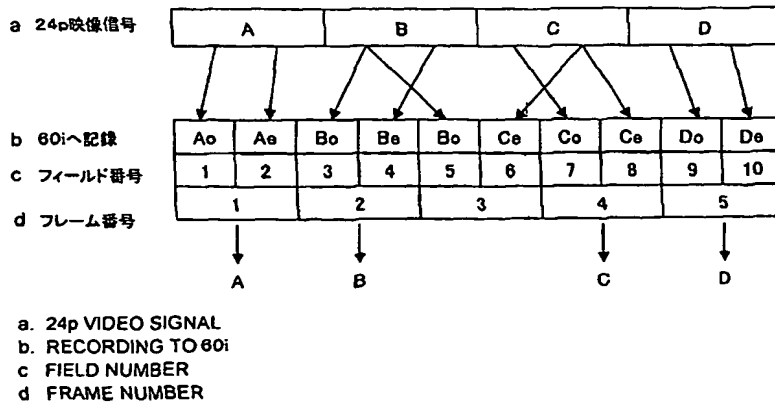 a 24p映像信号 A B C D
b 60iへ記録 Ao Ae Bo Be Bo Ce Co Ce Do De
c フィールド番号 1 2 3 4 5 6 7 8 9 10
d フレーム番号 1 2 3 4 5
A B C D
a. 24p VIDEO SIGNAL
b. RECORDING TO 60i
c FIELD NUMBER
d FRAME NUMBER